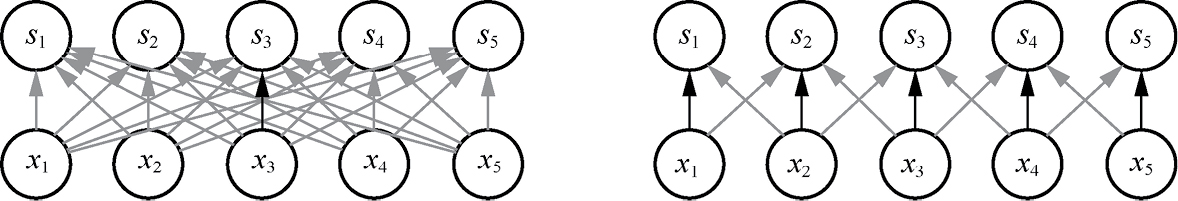 s₁ s₂ s₃ s₄ s₅ s₁ s₂ s₃ s₄ s₅
x₁ x₂ x₃ x₄ x₅ x₁ x₂ x₃ x₄ x₅